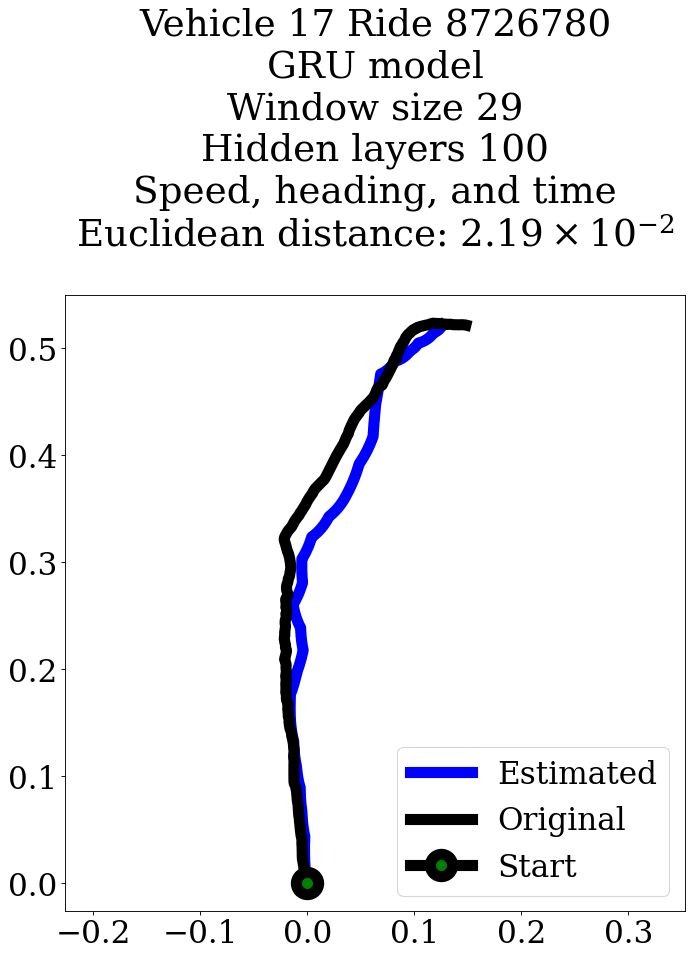 Vehicle 17 Ride 8726780
GRU model
Window size 29
Hidden layers 100
Speed, heading, and time
Euclidean distance: 2.19 × 10⁻²
0.5
0.4
0.3
0.2
0.1
0.0
Estimated
Original
Start
−0.2 −0.1 0.0 0.1 0.2 0.3